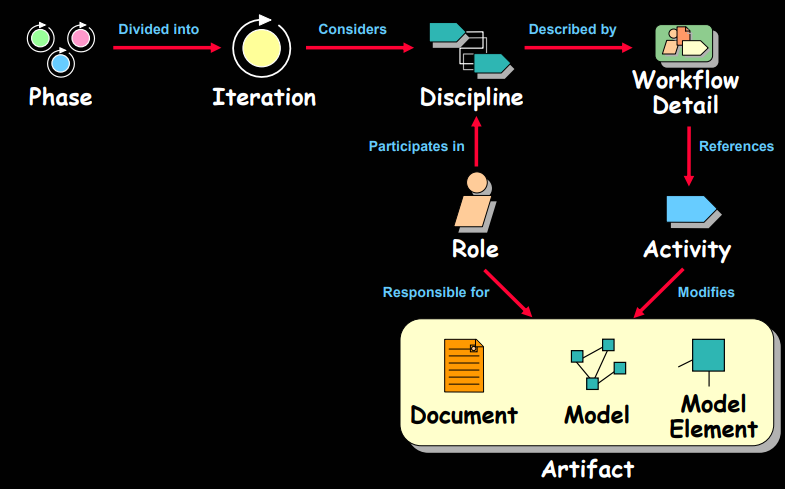 Divided into
Considers
Described by
Phase
Iteration
Discipline
Workflow
Detail
Participates in
References
Role
Activity
Responsible for
Modifies
Document
Model
Model
Element
Artifact